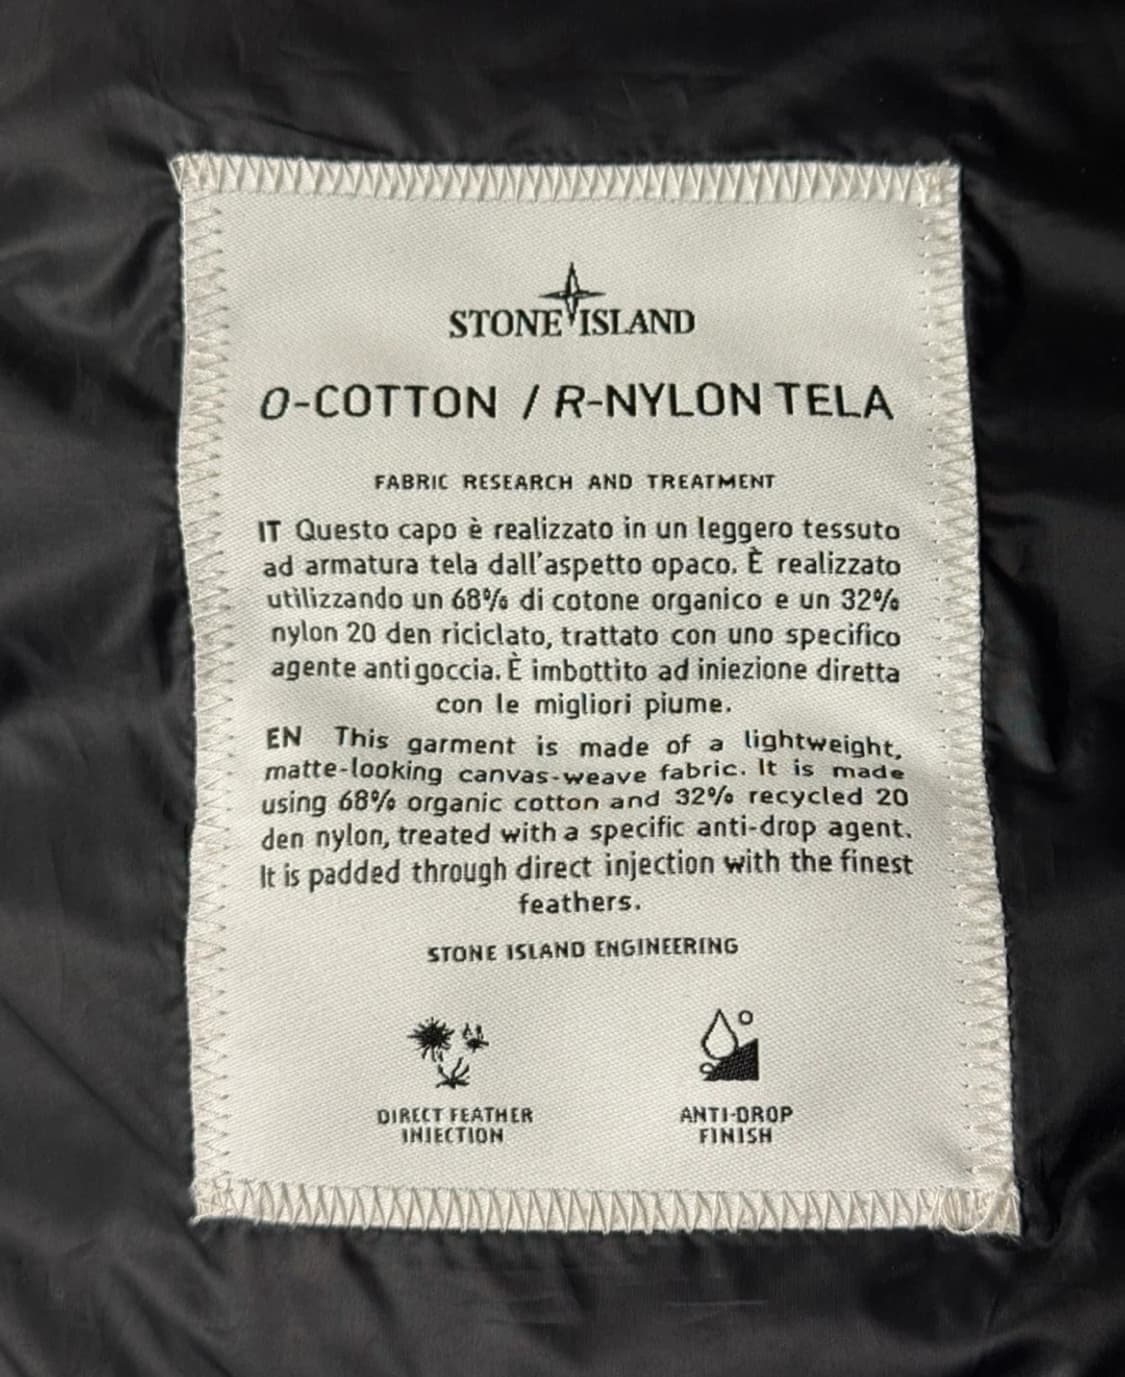 STONE ISLAND
O-COTTON / R-NYLON TELA
FABRIC RESEARCH AND TREATMENT
IT Questo capo è realizzato in un leggero tessuto
ad armatura tela dall'aspetto opaco. È realizzato
utilizzando un 68% di cotone organico e un 32%
nylon 20 den riciclato, trattato con uno specifico
agente anti goccia. È imbottito ad iniezione diretta
con le migliori piume.
EN This garment is made of a lightweight,
matte-looking canvas-weave fabric. It is made
using 68% organic cotton and 32% recycled 20
den nylon, treated with a specific anti-drop agent.
It is padded through direct injection with the finest
feathers.
STONE ISLAND ENGINEERING
DIRECT FEATHER
INJECTION
ANTI-DROP
FINISH